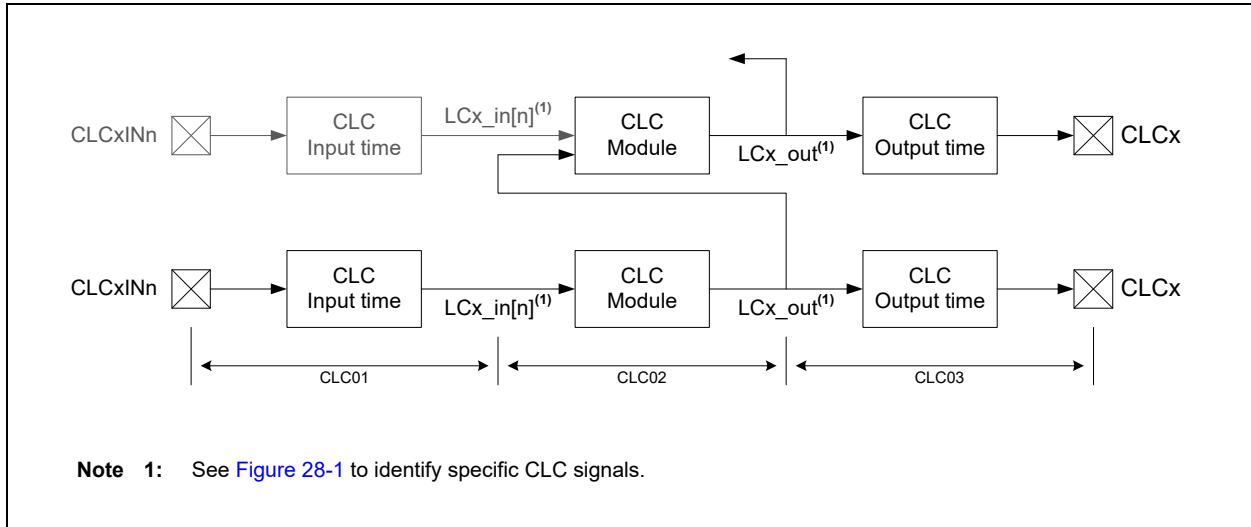 CLCxINn
CLC
Input time
LCx_in[n](1)
CLC
Module
LCx_out(1)
CLC
Output time
CLCx
CLCxINn
CLC
Input time
LCx_in[n](1)
CLC
Module
LCx_out(1)
CLC
Output time
CLCx
CLC01
CLC02
CLC03
Note 1: See Figure 28-1 to identify specific CLC signals.